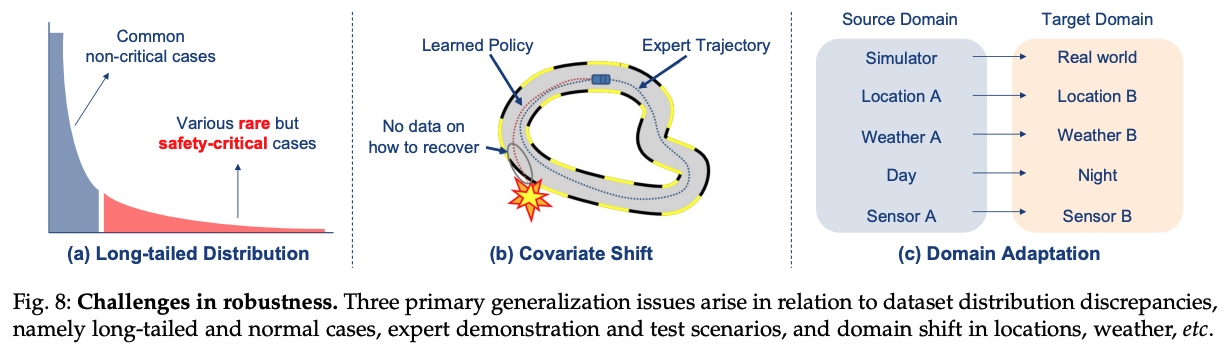 Common
non-critical cases
Various rare but
safety-critical cases
(a) Long-tailed Distribution
Learned Policy
Expert Trajectory
No data on
how to recover
(b) Covariate Shift
Source Domain
Target Domain
Simulator
Real world
Location A
Location B
Weather A
Weather B
Day
Night
Sensor A
Sensor B
(c) Domain Adaptation
Fig. 8: Challenges in robustness. Three primary generalization issues arise in relation to dataset distribution discrepancies,
namely long-tailed and normal cases, expert demonstration and test scenarios, and domain shift in locations, weather, etc.